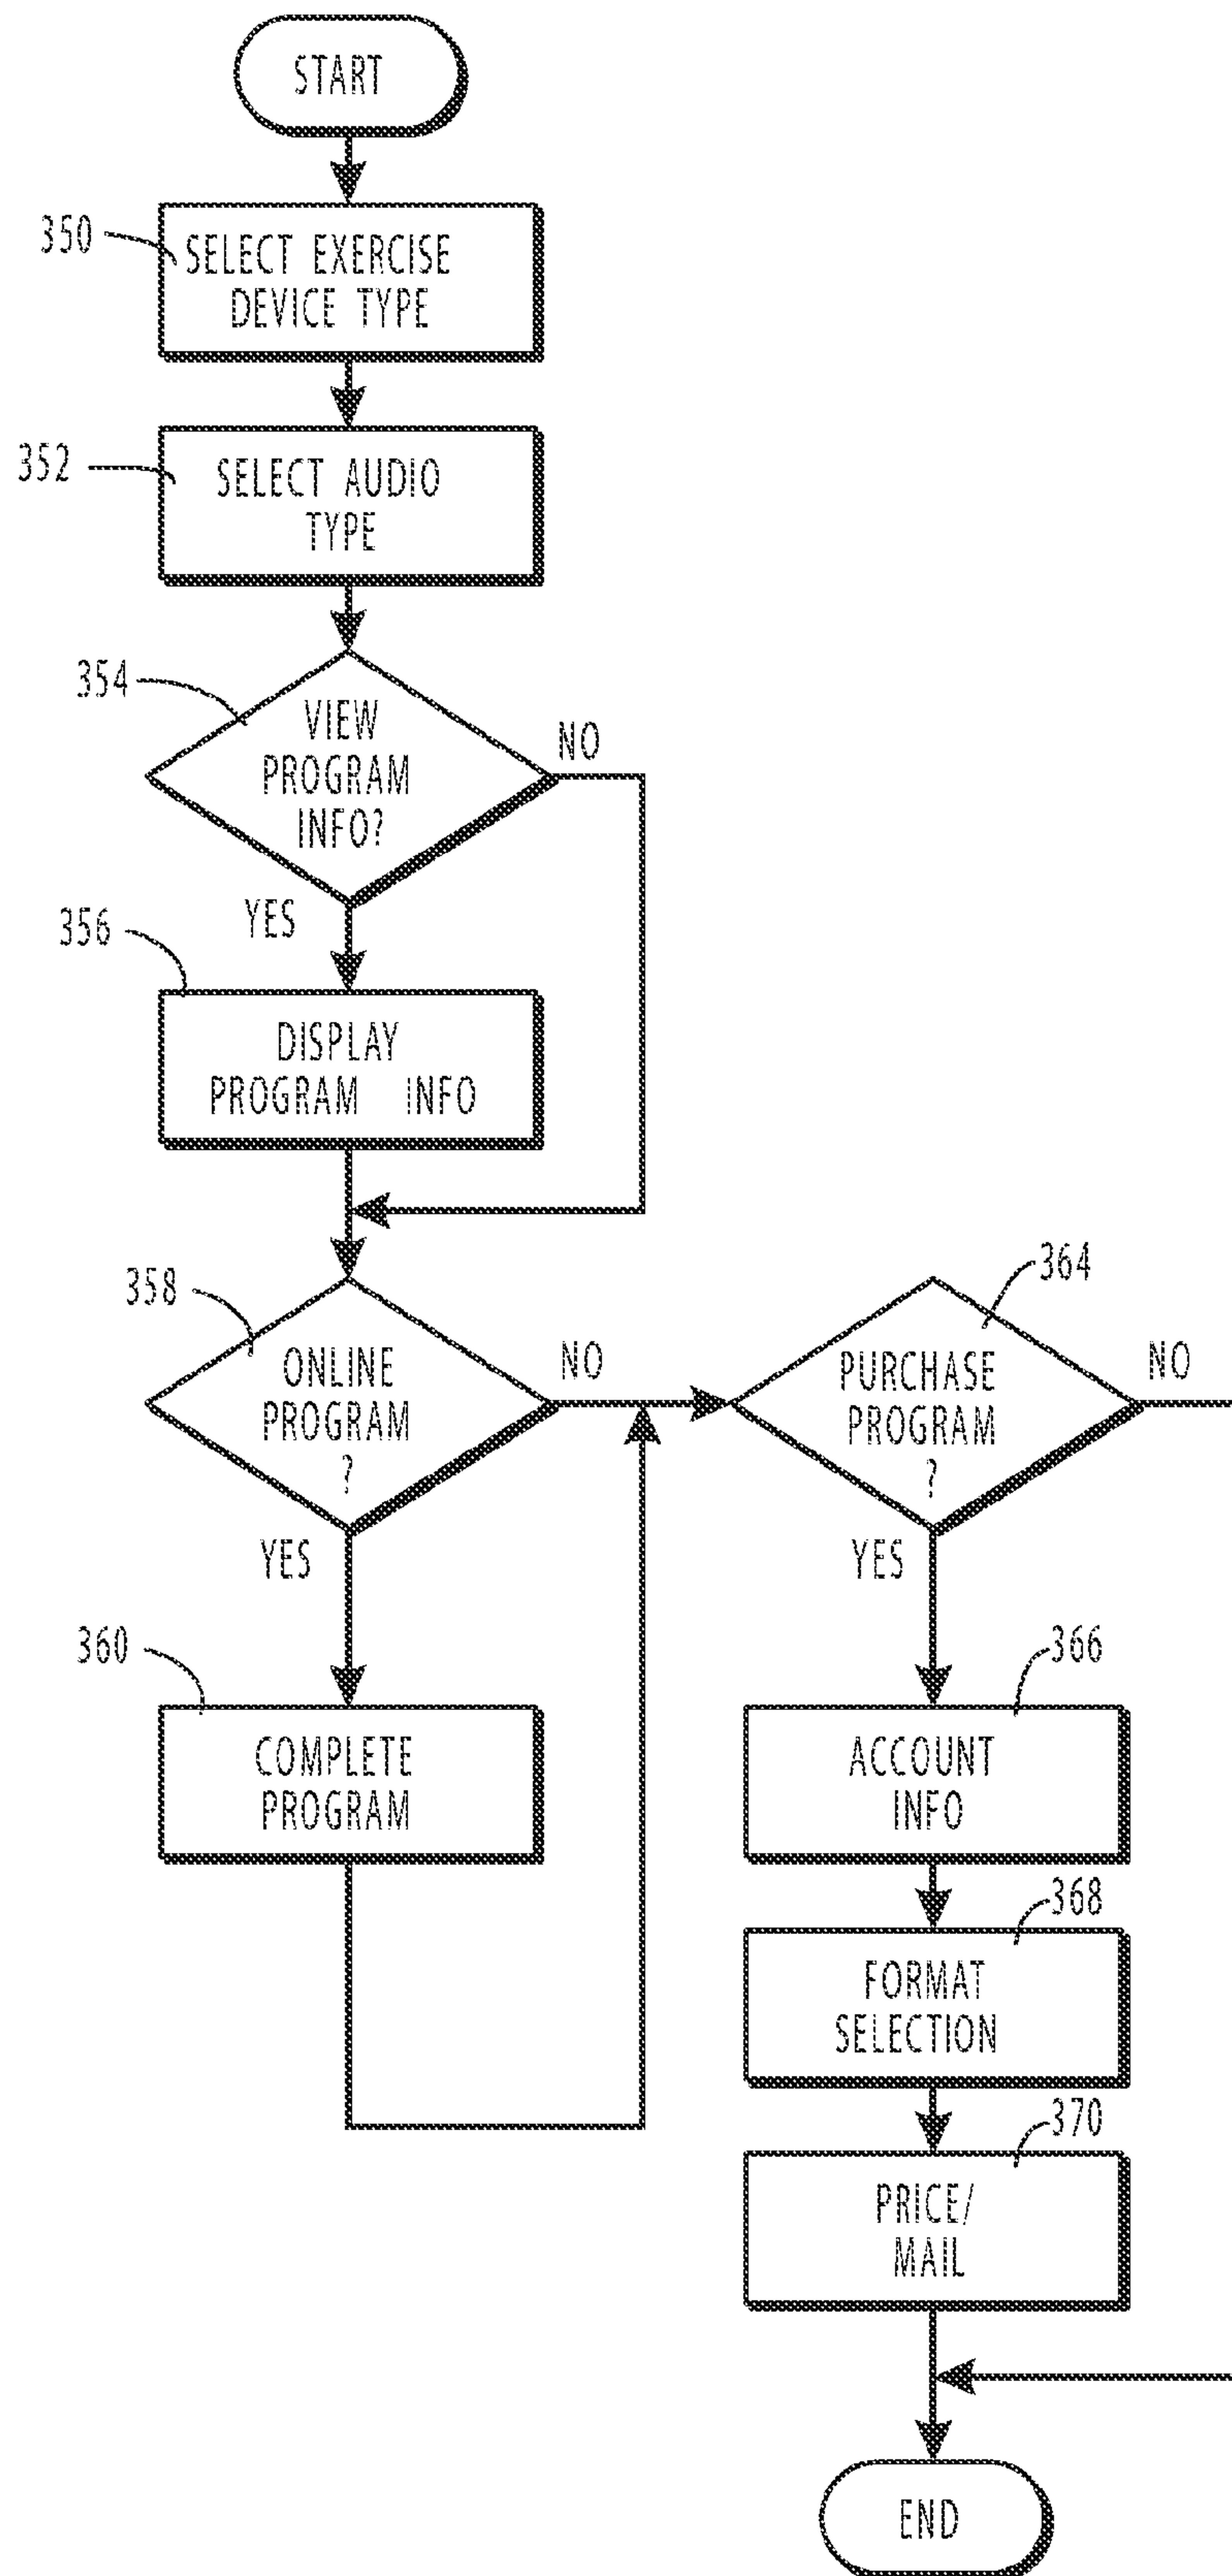 START
350
SELECT EXERCISE
DEVICE TYPE
352
SELECT AUDIO
TYPE
354
VIEW
PROGRAM
INFO?
NO
YES
356
DISPLAY
PROGRAM INFO
358
ONLINE
PROGRAM
?
NO
YES
360
COMPLETE
PROGRAM
364
PURCHASE
PROGRAM
?
NO
YES
366
ACCOUNT
INFO
368
FORMAT
SELECTION
370
PRICE/
MAIL
END